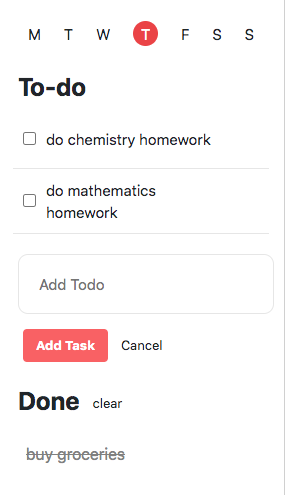 M T W T F S S
To-do
do chemistry homework
do mathematics
homework
Add Todo
Add Task Cancel
Done clear
buy groceries